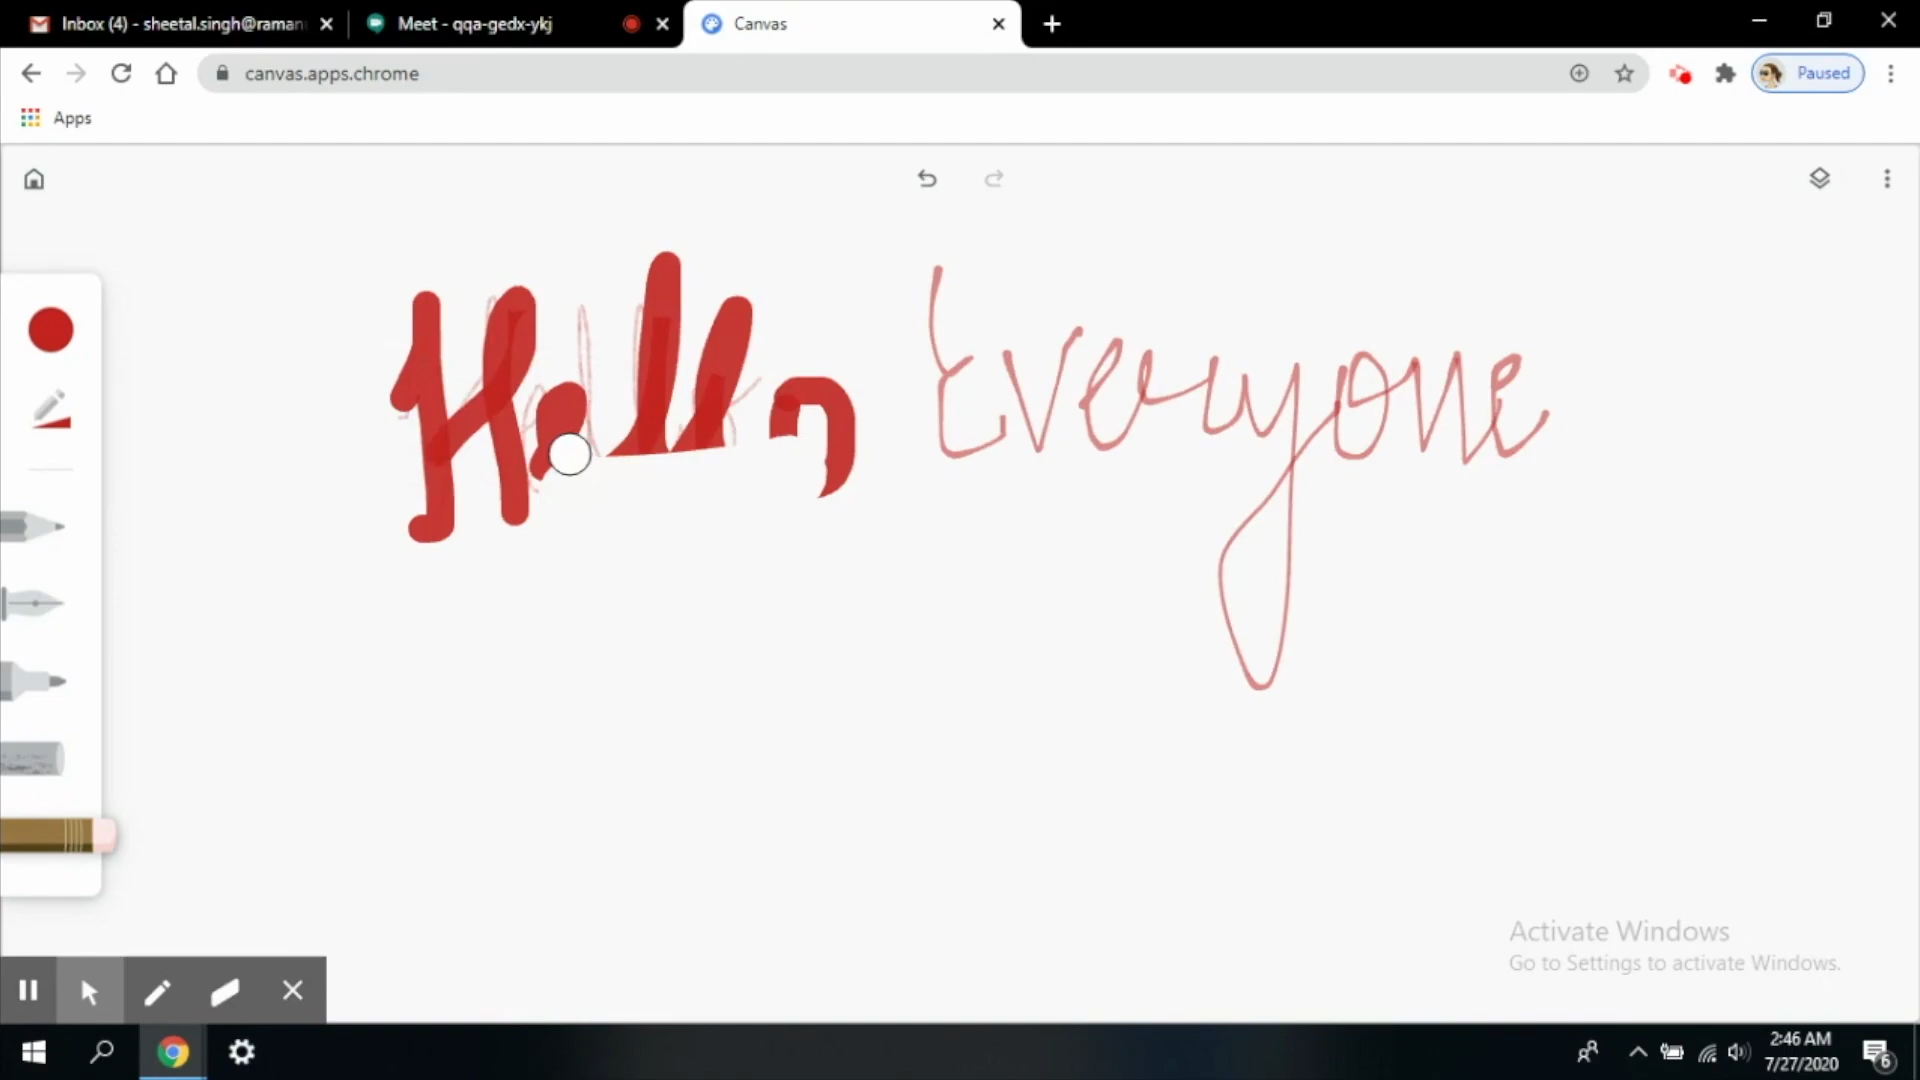 Inbox (4) - sheetal.singh@raman
Meet - qqa-gedx-ykj
Canvas
canvas.apps.chrome
Paused
Apps
Hello Everyone
Activate Windows
Go to Settings to activate Windows.
2:46 AM
7/27/2020
6